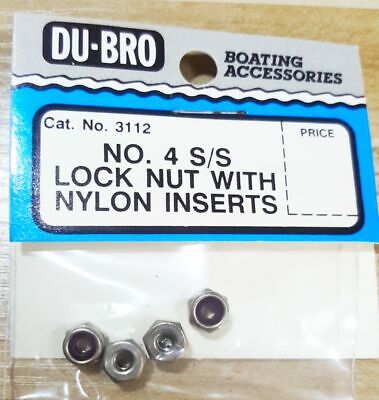 DU-BRO
BOATING
ACCESSORIES
Cat. No. 3112
PRICE
NO. 4 S/S
LOCK NUT WITH
NYLON INSERTS